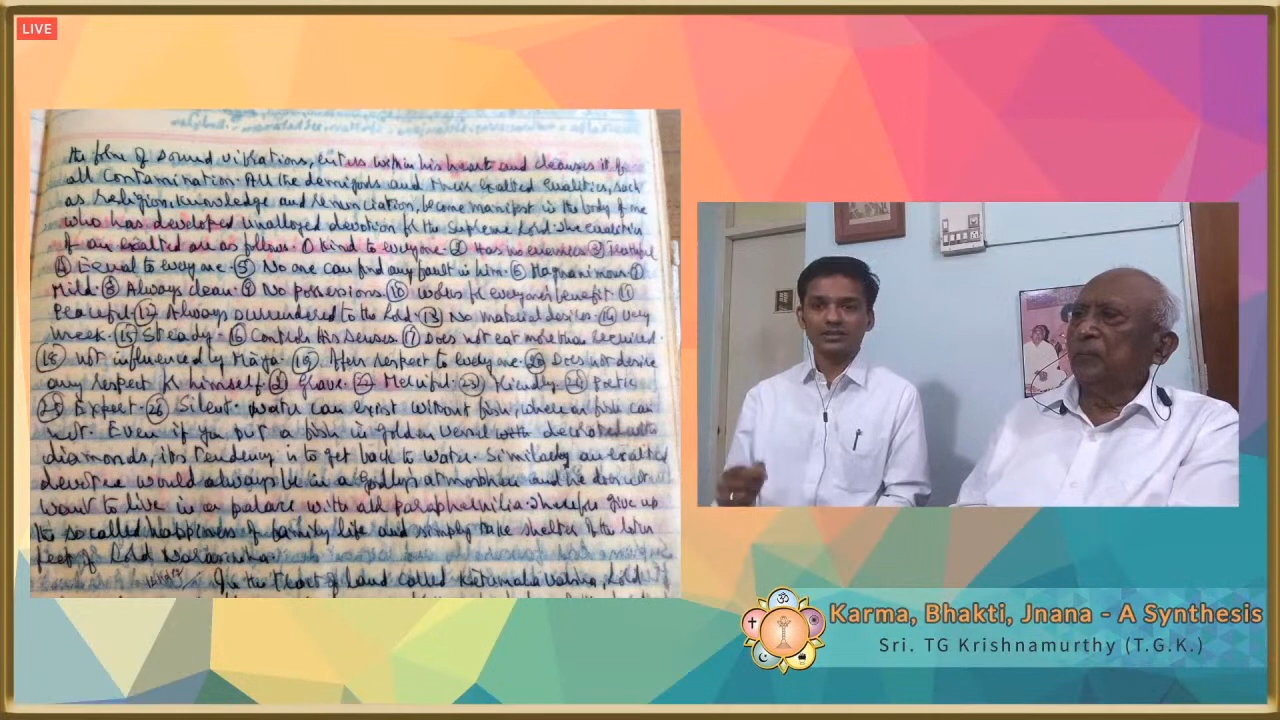 LIVE
the form of sound vibrations, enters within his heart and cleanses it of
all contamination. All the demigods and their exalted qualities, such
as religion, knowledge and renunciation, become manifest in the body of one
who has developed unalloyed devotion for the Supreme Lord. The qualities
of an exalted are as follows. ① kind to everyone. ② Has no enemies ③ Truthful
④ Equal to everyone. ⑤ No one can find any fault in him. ⑥ Magnanimous. ⑦
Mild. ⑧ Always clean. ⑨ No possessions. ⑩ works for everyone's benefit ⑪
Peaceful. ⑫ Always surrendered to the Lord. ⑬ No material desires. ⑭ Very
meek. ⑮ Steady. ⑯ Controls His Senses. ⑰ Does not eat more than required.
⑱ not influenced by Maya. ⑲ Offers respect to everyone. ⑳ Does not desire
any respect for himself. ㉑ Grave. ㉒ Merciful. ㉓ Friendly. ㉔ Poetic
㉕ Expert. ㉖ Silent. water can exist without fish, whereas fish can
not. Even if you put a fish in golden vessel decorated with
diamonds, its tendency is to get back to water. Similarly an exalted
devotee would always be in a godly atmosphere and he does not
want to live in a palace with all paraphernalia. Therefore give up
the so called happiness of family life and simply take shelter of the lotus
feet of Lord Narasimha.
In the tract of land called Ketumala Varsha, Lord
Karma, Bhakti, Jnana - A Synthesis
Sri. TG Krishnamurthy (T.G.K.)